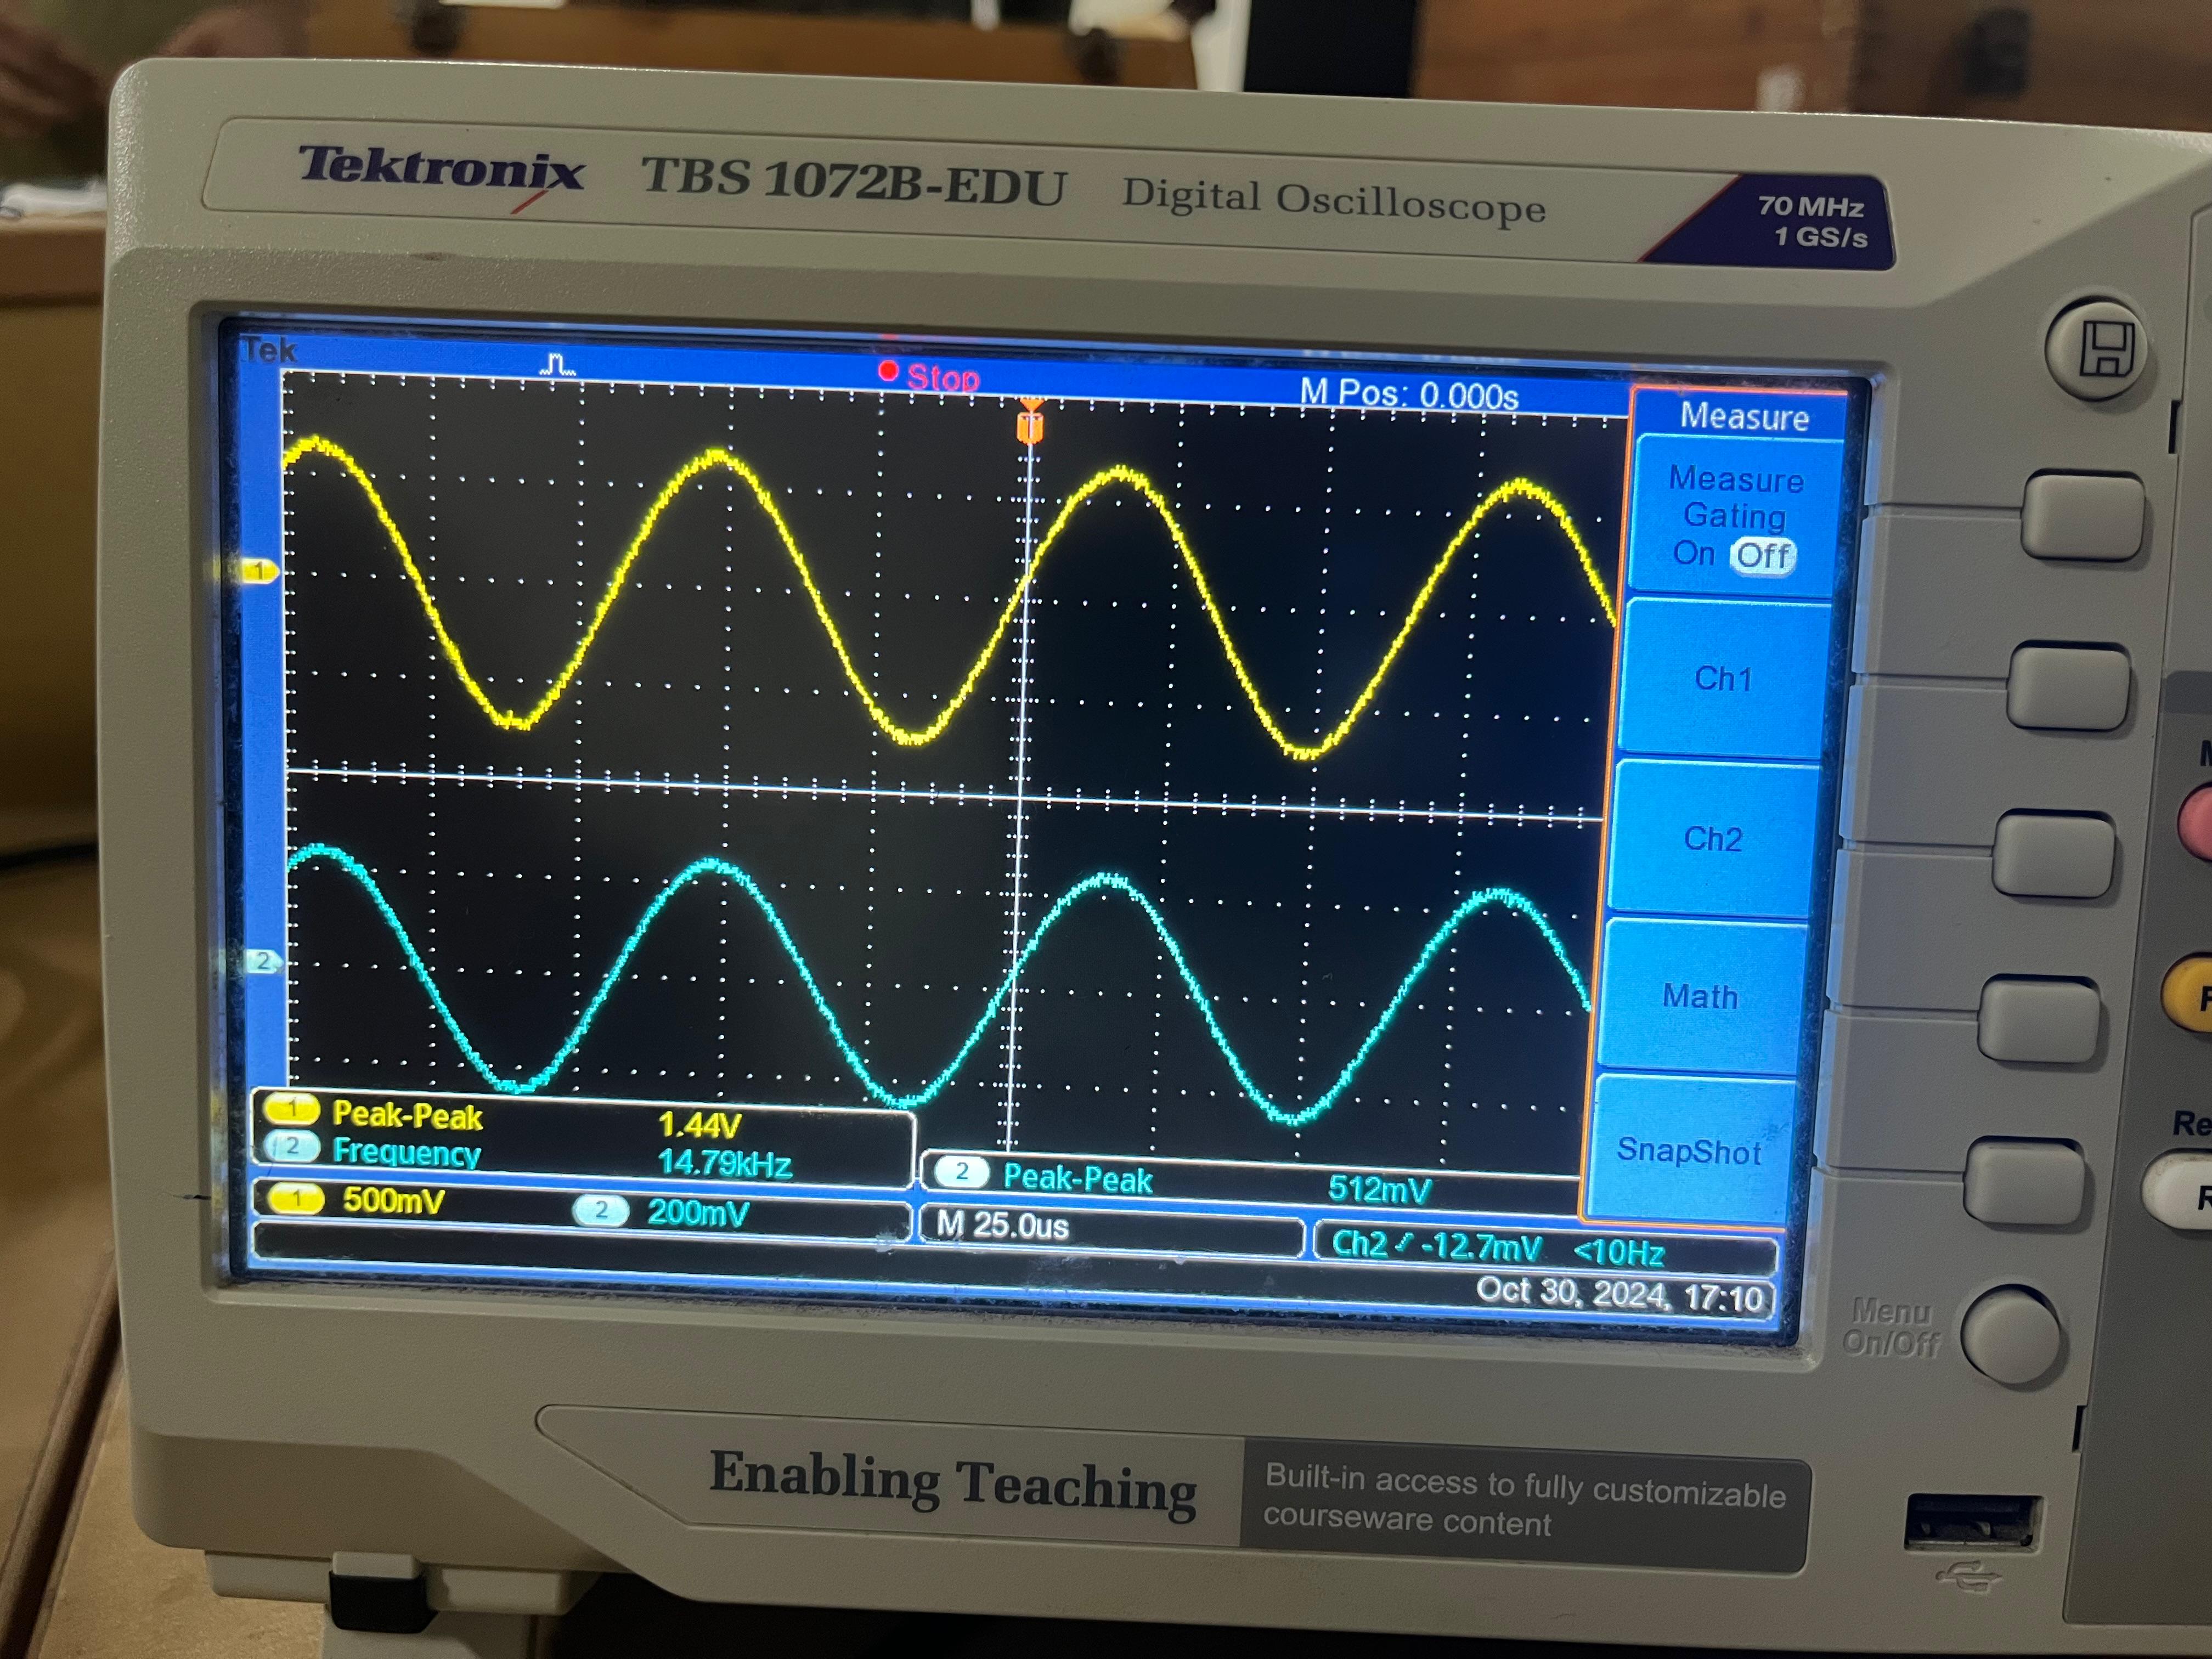 Tektronix TBS 1072B-EDU Digital Oscilloscope
70 MHz
1 GS/s
Tek
Stop
M Pos: 0.000s
T
Measure
Measure
Gating
On Off
Ch1
Ch2
Math
SnapShot
1
2
1 Peak-Peak 1.44V
2 Frequency 14.79kHz
2 Peak-Peak 512mV
1 500mV 2 200mV
M 25.0us
Ch2 -12.7mV <10Hz
Oct 30, 2024, 17:10
Menu
On/Off
Enabling Teaching
Built-in access to fully customizable
courseware content
M
F
Re
R